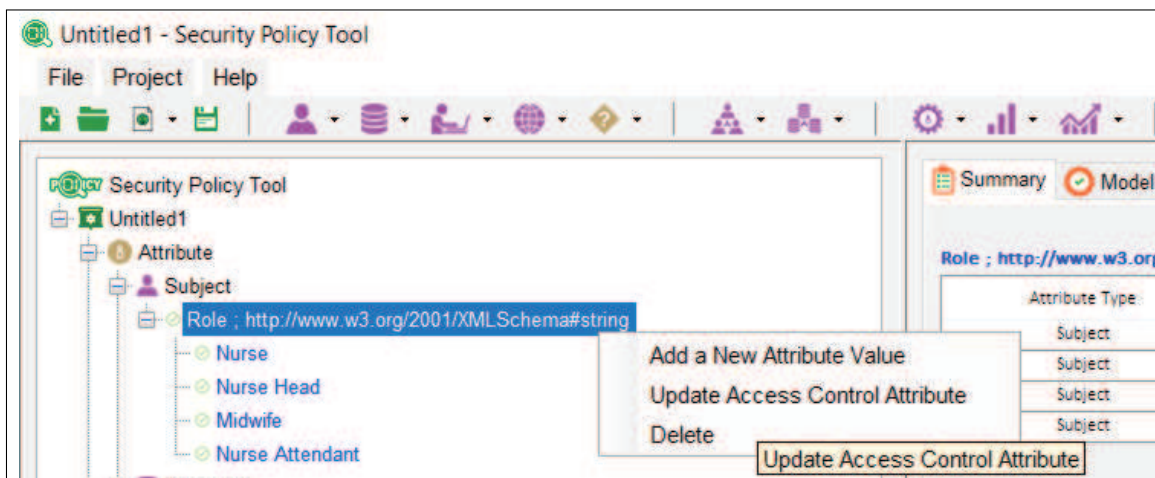 Untitled1 - Security Policy Tool
File Project Help
POLICY Security Policy Tool
Untitled1
Attribute
Subject
Role ; http://www.w3.org/2001/XMLSchema#string
Nurse
Nurse Head
Midwife
Nurse Attendant
Add a New Attribute Value
Update Access Control Attribute
Delete
Update Access Control Attribute
Summary Model
Role ; http://www.w3.or
Attribute Type
Subject
Subject
Subject
Subject